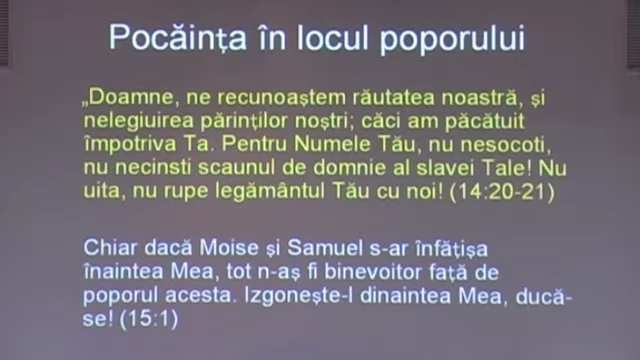 Pocăința în locul poporului
„Doamne, ne recunoaștem răutatea noastră, și
nelegiuirea părinților noștri; căci am păcătuit
împotriva Ta. Pentru Numele Tău, nu nesocoti,
nu necinsti scaunul de domnie al slavei Tale! Nu
uita, nu rupe legământul Tău cu noi! (14:20-21)
Chiar dacă Moise și Samuel s-ar înfățișa
înaintea Mea, tot n-aș fi binevoitor față de
poporul acesta. Izgonește-l dinaintea Mea, ducă-
se! (15:1)